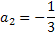 a₂ = −1/3